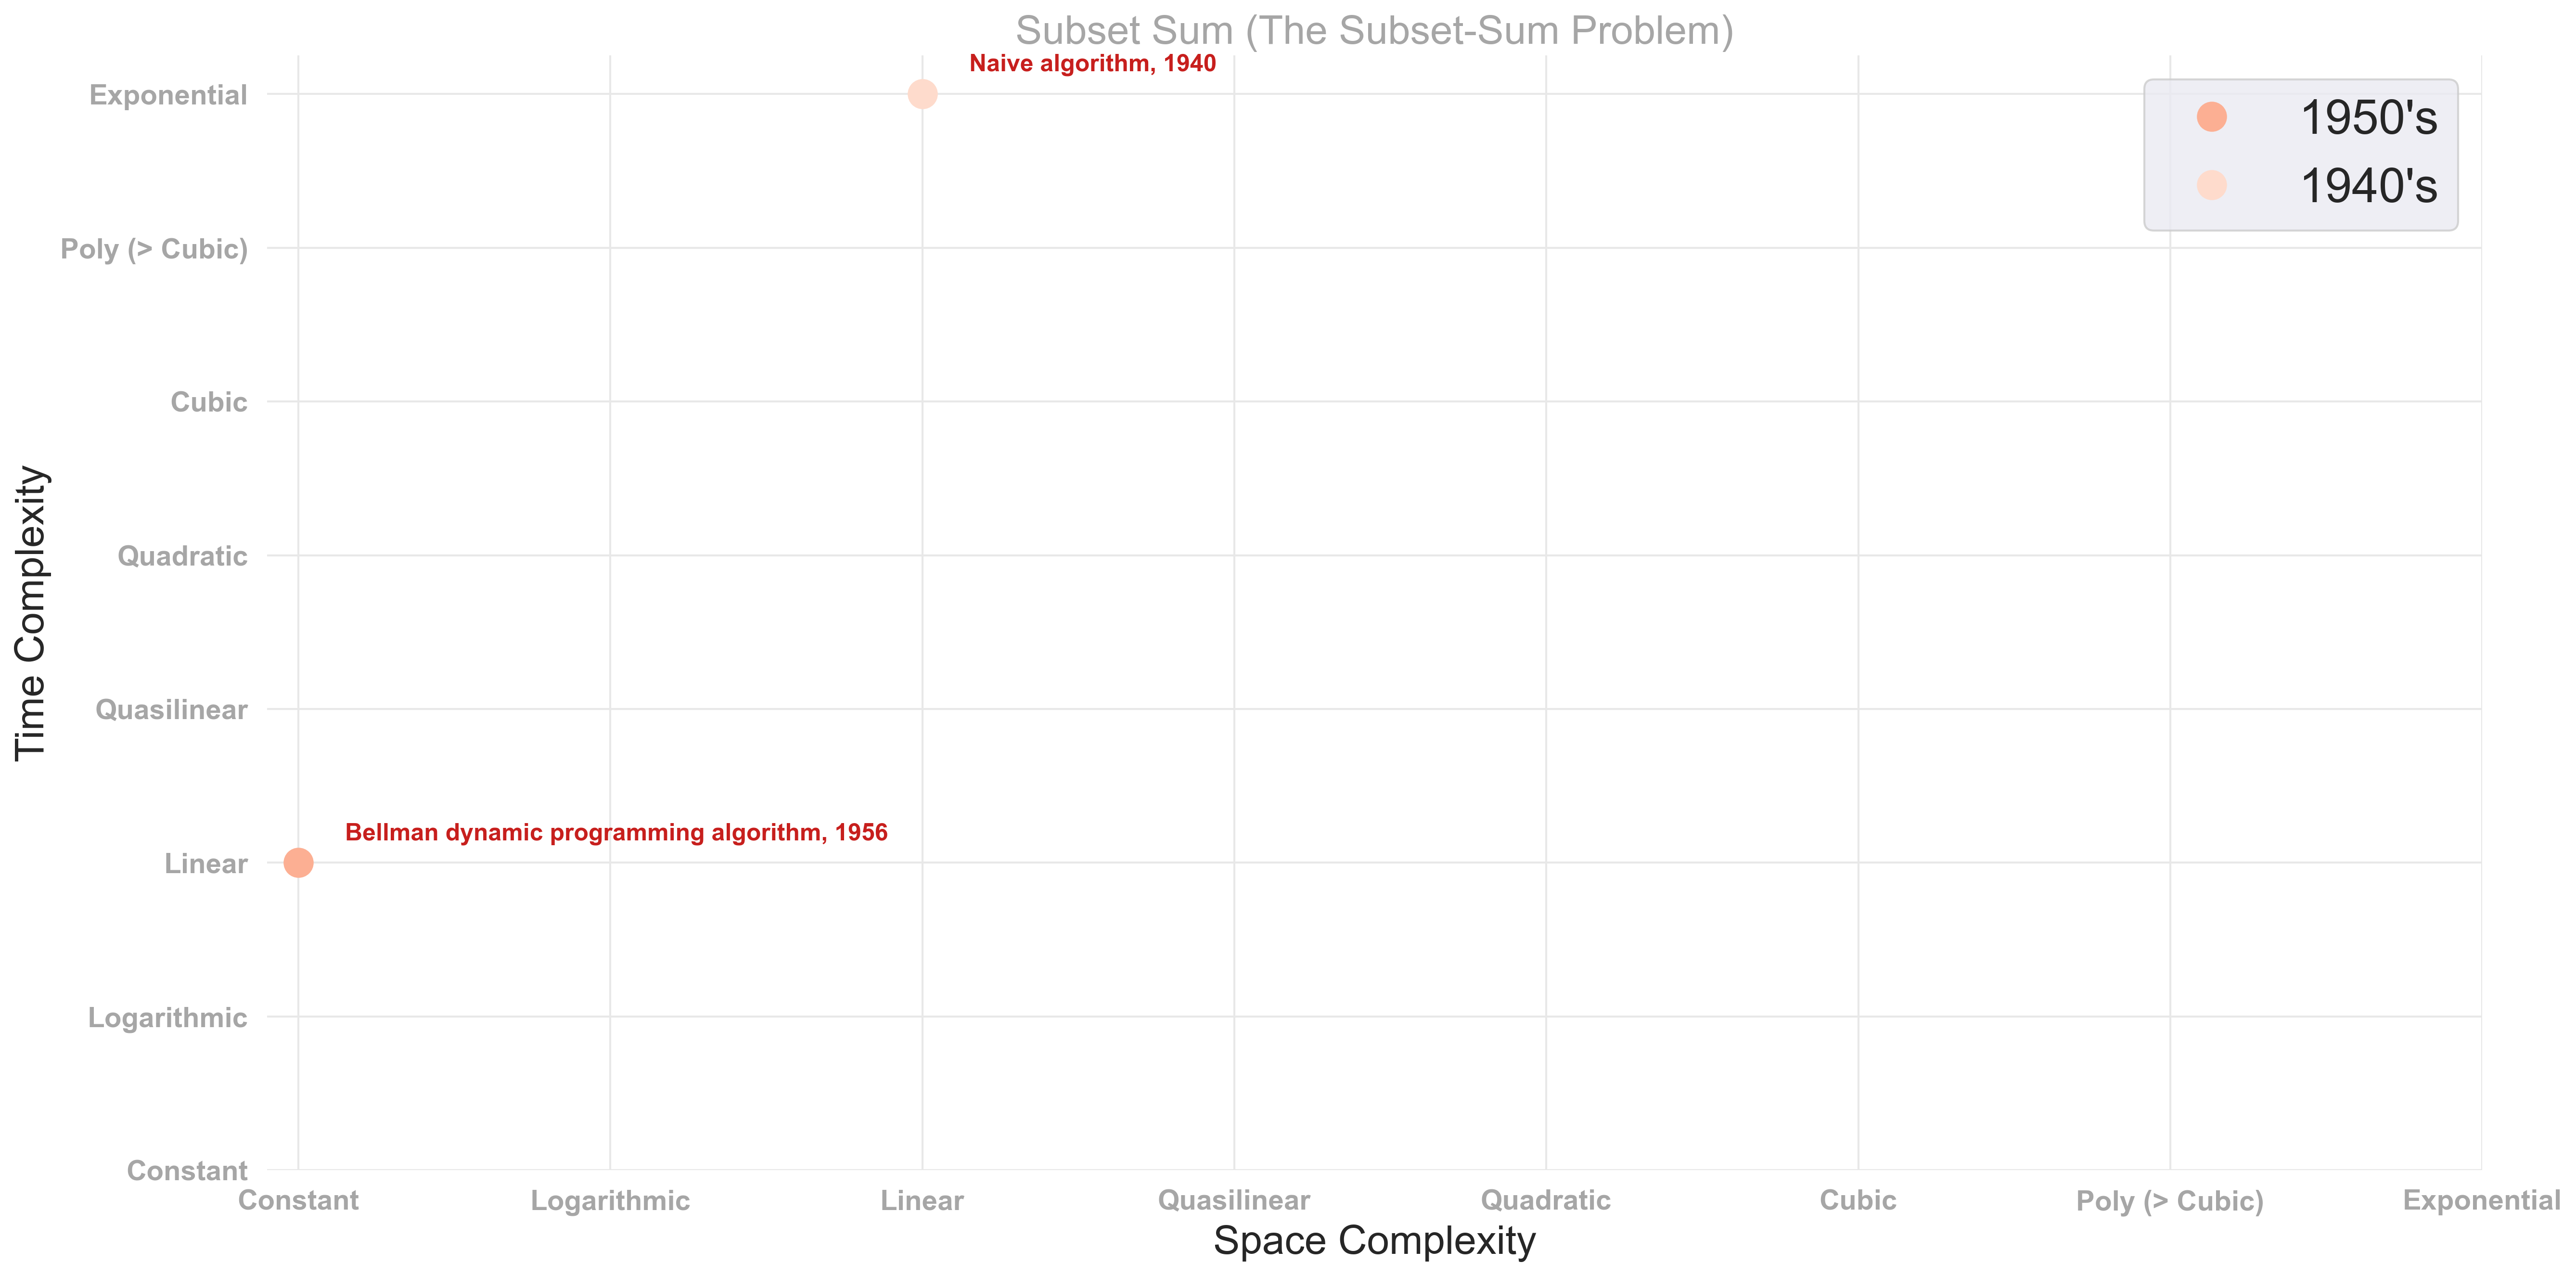 Subset Sum (The Subset-Sum Problem)
Naive algorithm, 1940
Exponential
1950's
1940's
Poly (> Cubic)
Cubic
Quadratic
Time Complexity
Quasilinear
Bellman dynamic programming algorithm, 1956
Linear
Logarithmic
Constant
Constant
Logarithmic
Linear
Quasilinear
Quadratic
Cubic
Poly (> Cubic)
Exponential
Space Complexity